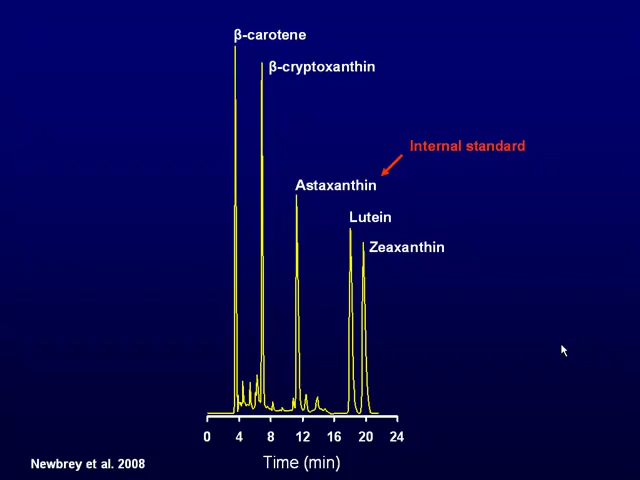 β-carotene
β-cryptoxanthin
Internal standard
Astaxanthin
Lutein
Zeaxanthin
0 4 8 12 16 20 24
Time (min)
Newbrey et al. 2008